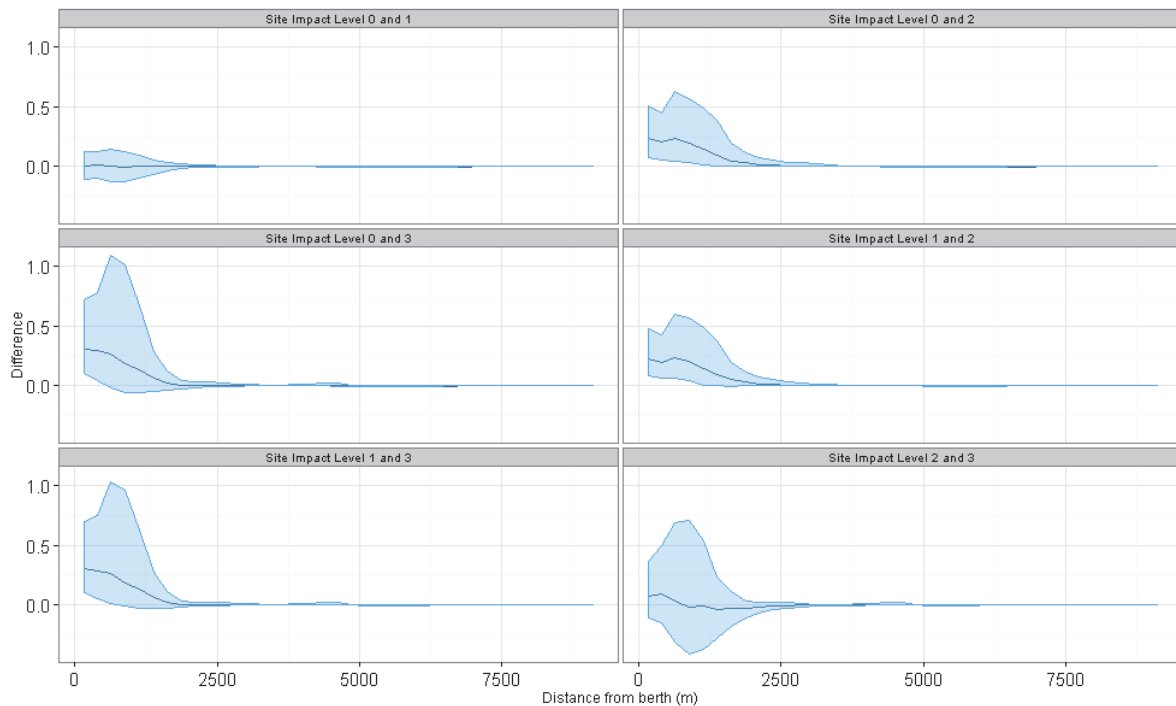 Site Impact Level 0 and 1
Site Impact Level 0 and 2
1.0
0.5
0.0
Site Impact Level 0 and 3
Site Impact Level 1 and 2
1.0
0.5
0.0
Difference
Site Impact Level 1 and 3
Site Impact Level 2 and 3
1.0
0.5
0.0
0 2500 5000 7500 0 2500 5000 7500
Distance from berth (m)